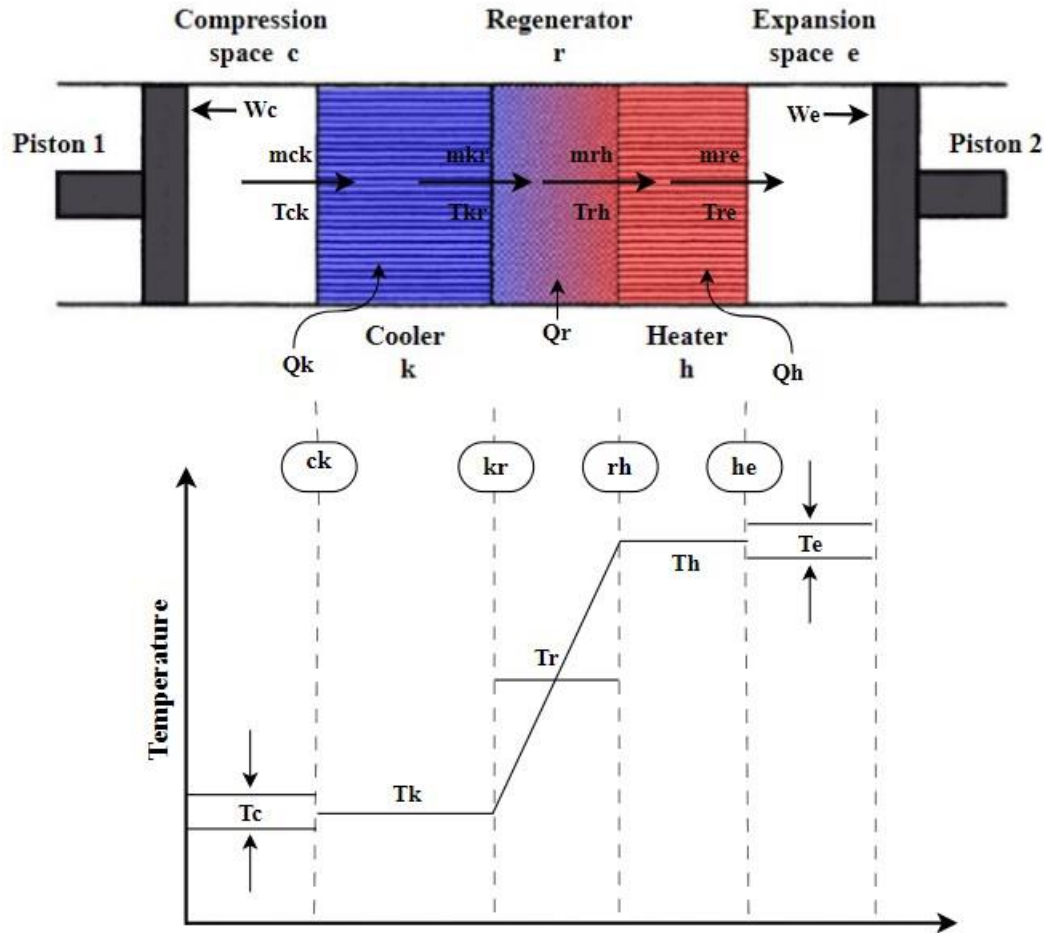 Compression
space c
Regenerator
r
Expansion
space e
Wc
We
Piston 1
Piston 2
mck
mkr
mrh
mre
Tck
Tkr
Trh
Tre
Qk
Cooler
k
Qr
Heater
h
Qh
ck
kr
rh
he
Te
Th
Tr
Temperature
Tk
Tc